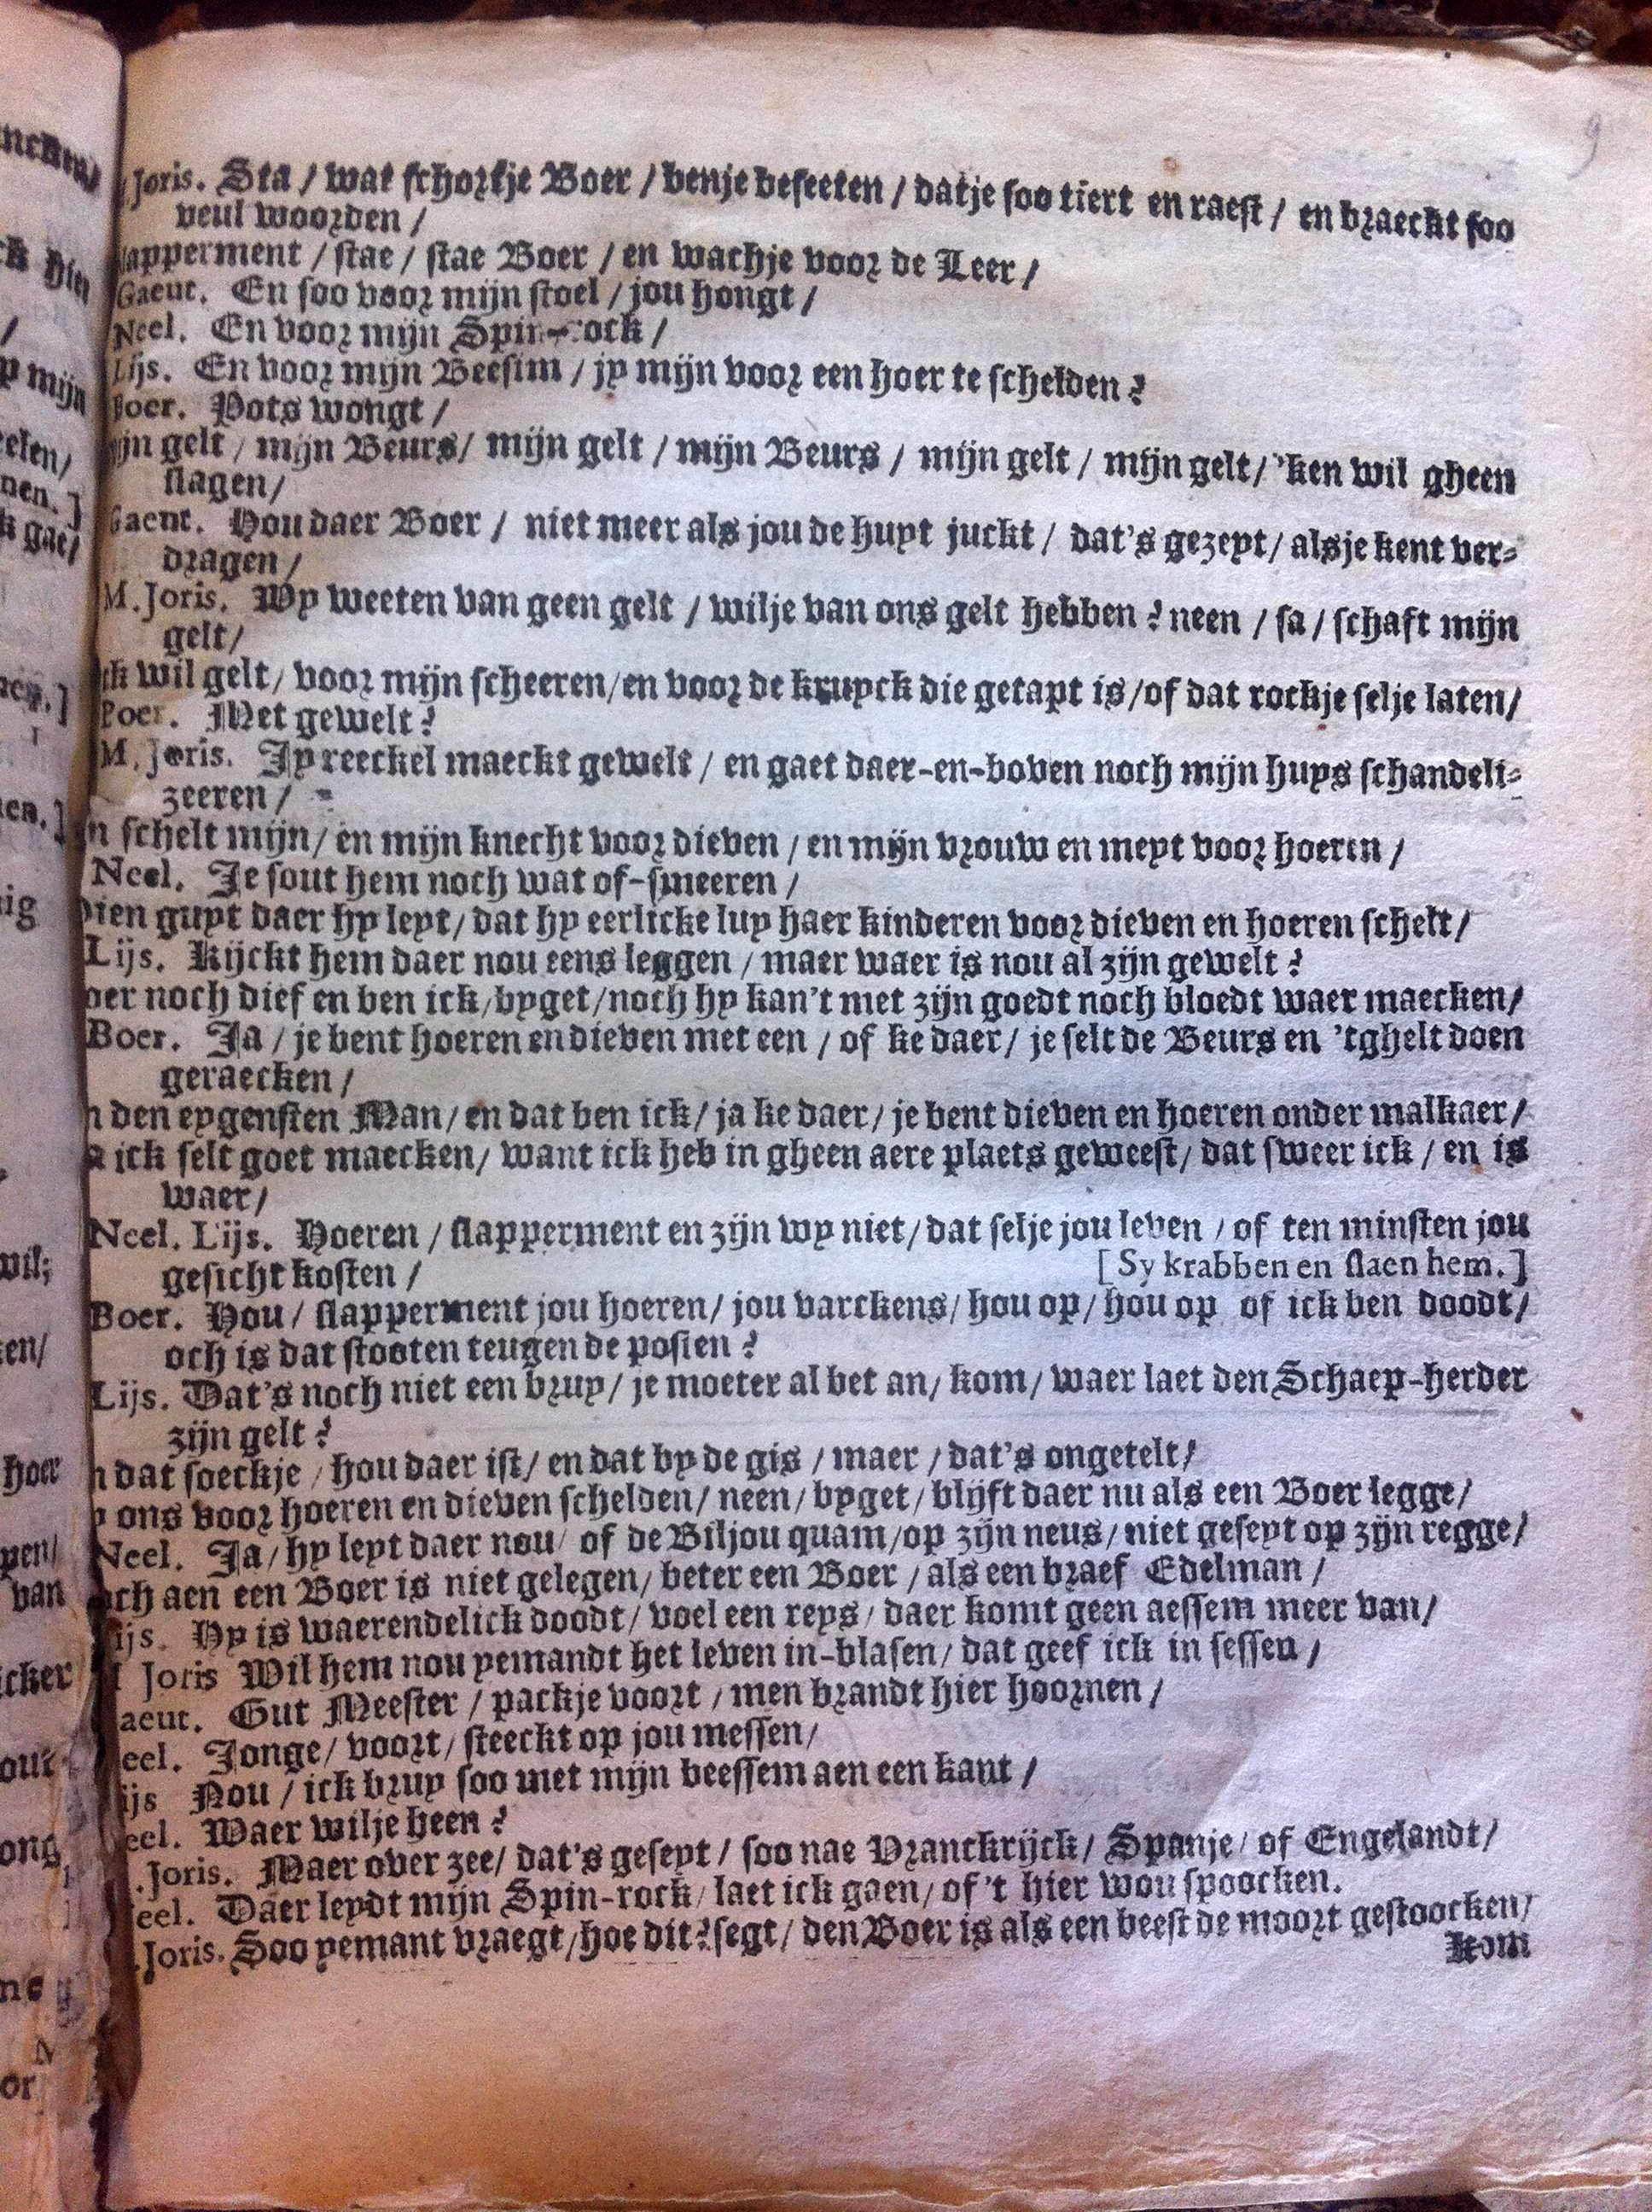 9
Joris. Sta / wat schortje Boer / benje beseeten / datje soo tiert en raest / en braeckt soo
veul woorden /
slapperment / stae / stae Boer / en wachje voor de Leer /
Gaeut. En soo voor mijn stoel / jou hongt /
Neel. En voor mijn Spin-rock /
Lijs. En voor mijn Beesim / jy mijn voor een hoer te schelden?
Boer. Pots wongt /
mijn gelt / mijn Beurs / mijn gelt / mijn Beurs / mijn gelt / mijn gelt / 'ken wil gheen
slagen /
Gaeut. Hou daer Boer / niet meer als jou de huyt juckt / dat's gezeyt / alsje kent ver-
dragen /
M. Joris. Wy weeten van geen gelt / wilje van ons gelt hebben? neen / sa / schaft mijn
gelt /
ik wil gelt / voor mijn scheeren / en voor de kruyck die getapt is / of dat rockje selje laten /
Boer. Met gewelt?
M. Joris. Jy reeckel maeckt gewelt / en gaet daer-en-boven noch mijn huys schandeli-
zeeren /
en schelt mijn / en mijn knecht voor dieven / en mijn vrouw en meyt voor hoeren /
Neel. Je sout hem noch wat of-smeeren /
Dien guyt daer hy leyt / dat hy eerlicke luy haer kinderen voor dieven en hoeren schelt /
Lijs. Kijckt hem daer nou eens leggen / maer waer is nou al zijn gewelt?
hoer noch dief en ben ick / byget / noch hy kan't met zijn goedt noch bloedt waer maecken /
Boer. Ja / je bent hoeren en dieven met een / of ke daer / je selt de Beurs en 'tghelt doen
geraecken /
n den eygensten Man / en dat ben ick / ja ke daer / je bent dieven en hoeren onder malkaer /
a ick selt goet maecken / want ick heb in gheen aere plaets geweest / dat sweer ick / en is
waer /
Neel. Lijs. Hoeren / slapperment en zijn wy niet / dat selje jou leven / of ten minsten jou
gesicht kosten / [Sy krabben en slaen hem.]
Boer. Hou / slapperment jou hoeren / jou varckens / hou op / hou op of ick ben doodt /
och is dat stooten teugen de posten?
Lijs. Dat's noch niet een bruy / je moeter al bet an / kom / waer laet den Schaep-herder
zijn gelt?
n dat soeckje / hou daer ist / en dat by de gis / maer / dat's ongetelt /
ons voor hoeren en dieven schelden / neen / byget / blijft daer nu als een Boer legge /
Neel. Ja / hy leyt daer nou / of de Biljou quam / op zijn neus / niet geseyt op zijn regge /
och aen een Boer is niet gelegen / beter een Boer / als een braef Edelman /
Lijs. Hy is waerendelick doodt / voel een reys / daer komt geen aessem meer van /
M Joris Wil hem nou yemandt het leven in-blasen / dat geef ick in sessen /
Gaeut. Gut Meester / packje voort / men brandt hier hoornen /
Neel. Jonge / voort / steeckt op jou messen /
Lijs Nou / ick bruy soo met mijn beessem aen een kant /
Neel. Waer wilje heen?
M. Joris. Maer over zee / dat's geseyt / soo nae Vranckrijck / Spanje / of Engelandt /
Neel. Daer leydt mijn Spin-rock / laet ick gaen / of 't hier wou spoocken.
M. Joris. Soo yemant vraegt / hoe dit? segt / den Boer is als een beest de moort gestoocken /
kom